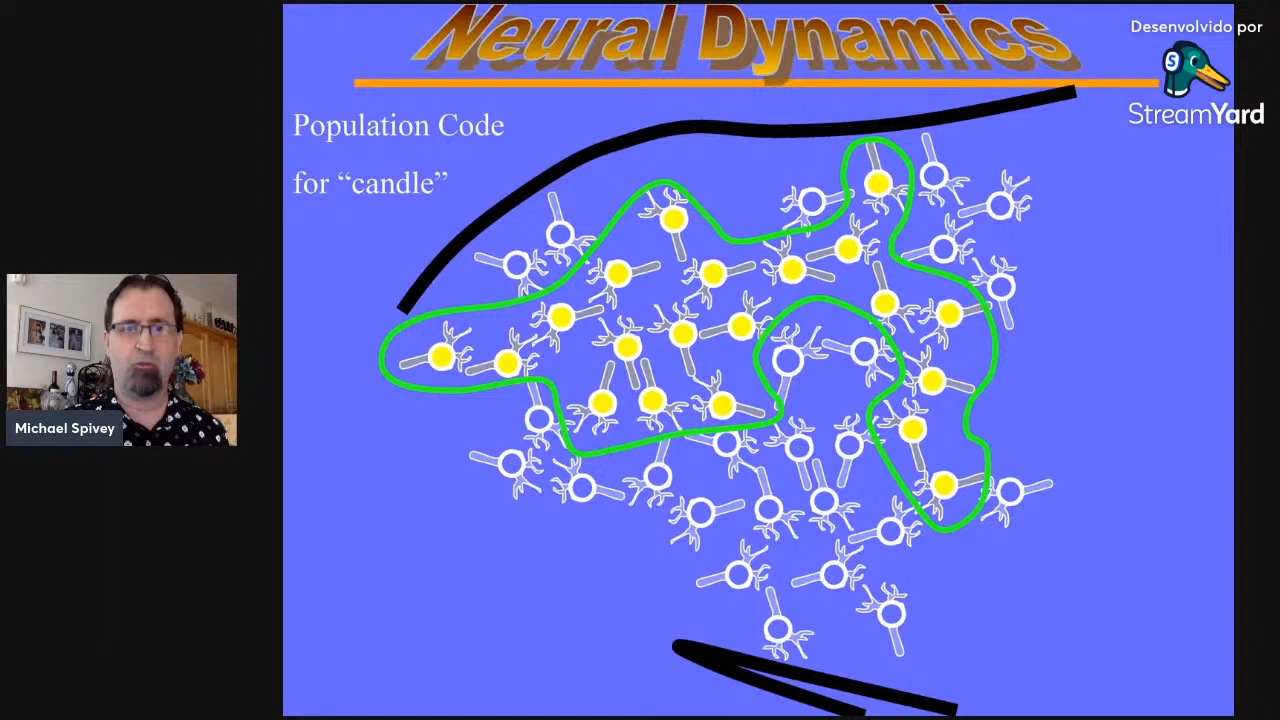 Neural Dynamics
Desenvolvido por
S
StreamYard
Population Code
for “candle”
Michael Spivey